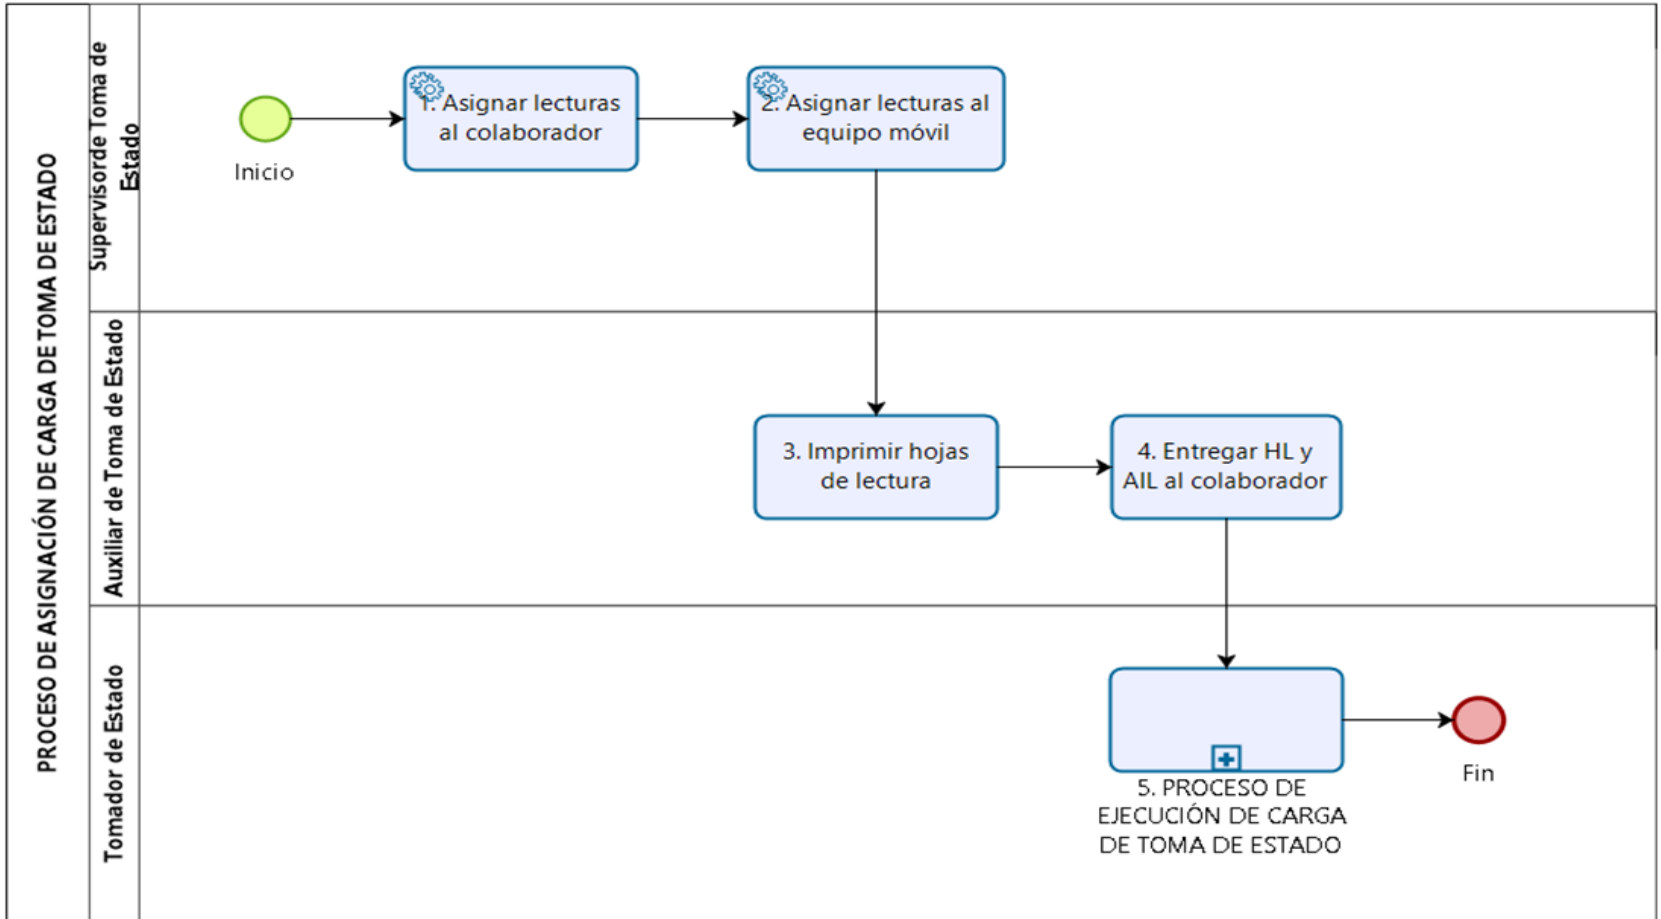 PROCESO DE ASIGNACIÓN DE CARGA DE TOMA DE ESTADO
Supervisorde Toma de
Estado
Inicio
1. Asignar lecturas
al colaborador
2. Asignar lecturas al
equipo móvil
Auxiliar de Toma de Estado
3. Imprimir hojas
de lectura
4. Entregar HL y
AIL al colaborador
Tomador de Estado
5. PROCESO DE
EJECUCIÓN DE CARGA
DE TOMA DE ESTADO
Fin